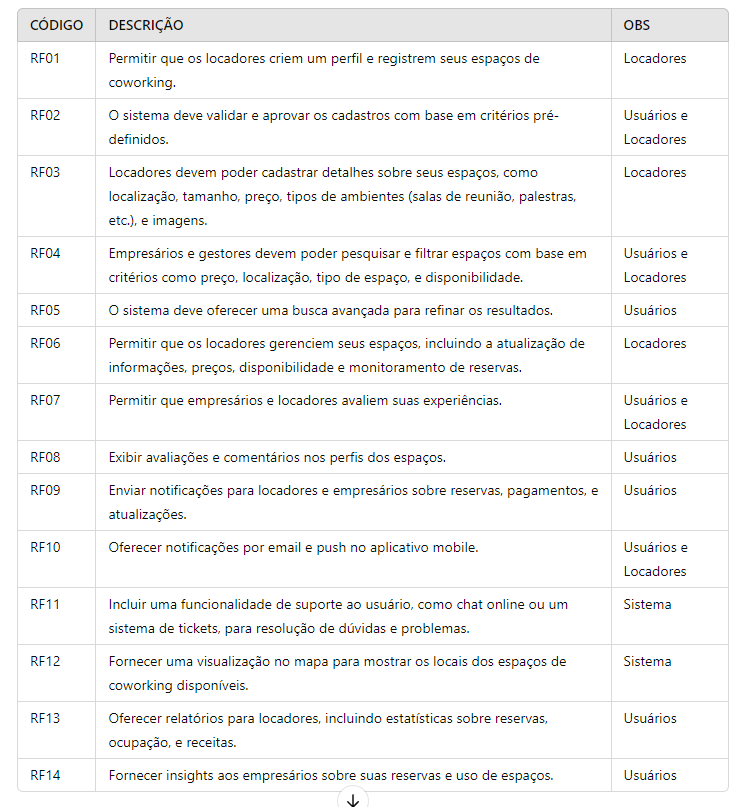 CÓDIGO DESCRIÇÃO OBS
RF01 Permitir que os locadores criem um perfil e registrem seus espaços de Locadores
coworking.
RF02 O sistema deve validar e aprovar os cadastros com base em critérios pré- Usuários e
definidos. Locadores
RF03 Locadores devem poder cadastrar detalhes sobre seus espaços, como Locadores
localização, tamanho, preço, tipos de ambientes (salas de reunião, palestras,
etc.), e imagens.
RF04 Empresários e gestores devem poder pesquisar e filtrar espaços com base em Usuários e
critérios como preço, localização, tipo de espaço, e disponibilidade. Locadores
RF05 O sistema deve oferecer uma busca avançada para refinar os resultados. Usuários
RF06 Permitir que os locadores gerenciem seus espaços, incluindo a atualização de Locadores
informações, preços, disponibilidade e monitoramento de reservas.
RF07 Permitir que empresários e locadores avaliem suas experiências. Usuários e
Locadores
RF08 Exibir avaliações e comentários nos perfis dos espaços. Usuários
RF09 Enviar notificações para locadores e empresários sobre reservas, pagamentos, e Usuários
atualizações.
RF10 Oferecer notificações por email e push no aplicativo mobile. Usuários e
Locadores
RF11 Incluir uma funcionalidade de suporte ao usuário, como chat online ou um Sistema
sistema de tickets, para resolução de dúvidas e problemas.
RF12 Fornecer uma visualização no mapa para mostrar os locais dos espaços de Sistema
coworking disponíveis.
RF13 Oferecer relatórios para locadores, incluindo estatísticas sobre reservas, Usuários
ocupação, e receitas.
RF14 Fornecer insights aos empresários sobre suas reservas e uso de espaços. Usuários